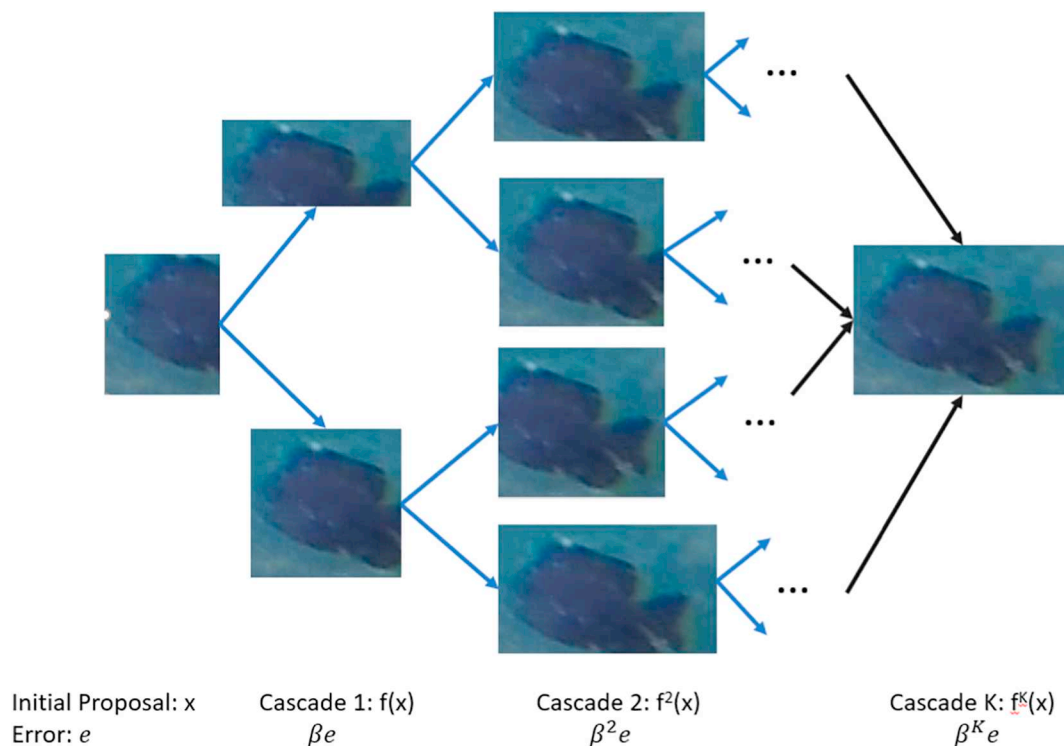 ...
...
...
...
Initial Proposal: x
Error: e
Cascade 1: f(x)
βe
Cascade 2: f²(x)
β²e
Cascade K: fᴷ(x)
βᴷe